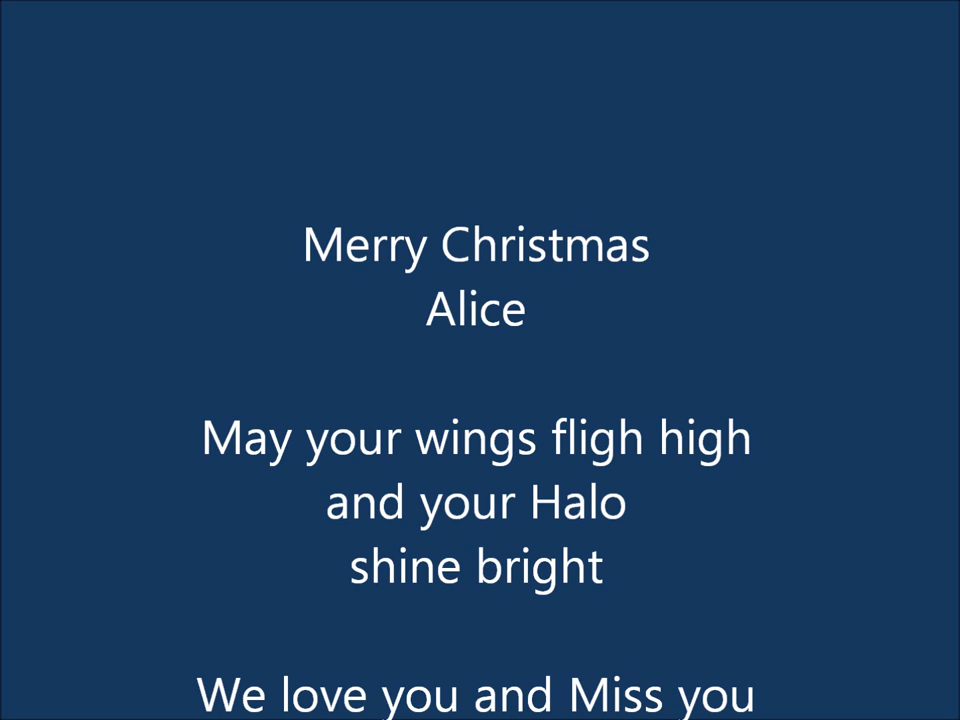 Merry Christmas
Alice
May your wings fligh high
and your Halo
shine bright
We love you and Miss you